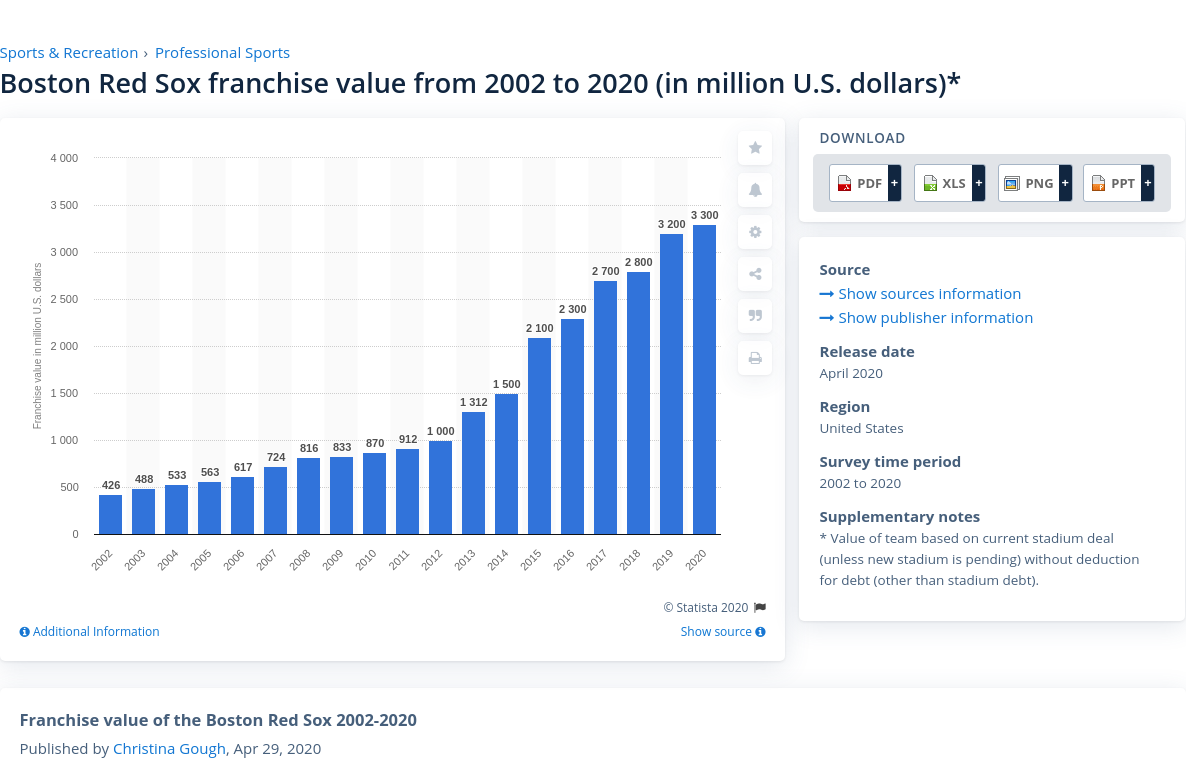 Sports & Recreation › Professional Sports
Boston Red Sox franchise value from 2002 to 2020 (in million U.S. dollars)*
Franchise value in million U.S. dollars
4 000
3 500
3 000
2 500
2 000
1 500
1 000
500
0
426
488
533
563
617
724
816
833
870
912
1 000
1 312
1 500
2 100
2 300
2 700
2 800
3 200
3 300
2002
2003
2004
2005
2006
2007
2008
2009
2010
2011
2012
2013
2014
2015
2016
2017
2018
2019
2020
© Statista 2020
Additional Information
Show source
DOWNLOAD
PDF + XLS + PNG + PPT +
Source
Show sources information
Show publisher information
Release date
April 2020
Region
United States
Survey time period
2002 to 2020
Supplementary notes
* Value of team based on current stadium deal
(unless new stadium is pending) without deduction
for debt (other than stadium debt).
Franchise value of the Boston Red Sox 2002-2020
Published by Christina Gough, Apr 29, 2020